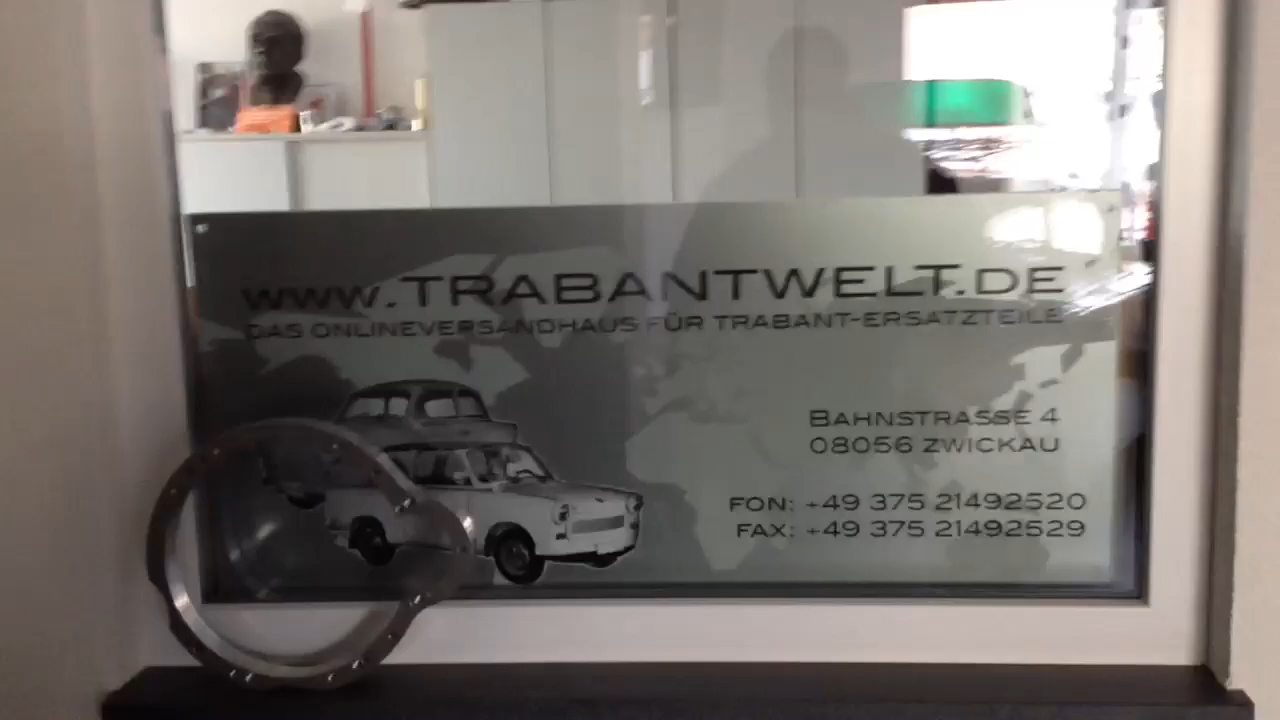 WWW.TRABANTWELT.DE
DAS ONLINEVERSANDHAUS FÜR TRABANT-ERSATZTEILE
BAHNSTRASSE 4
08056 ZWICKAU
FON: +49 375 21492520
FAX: +49 375 21492529